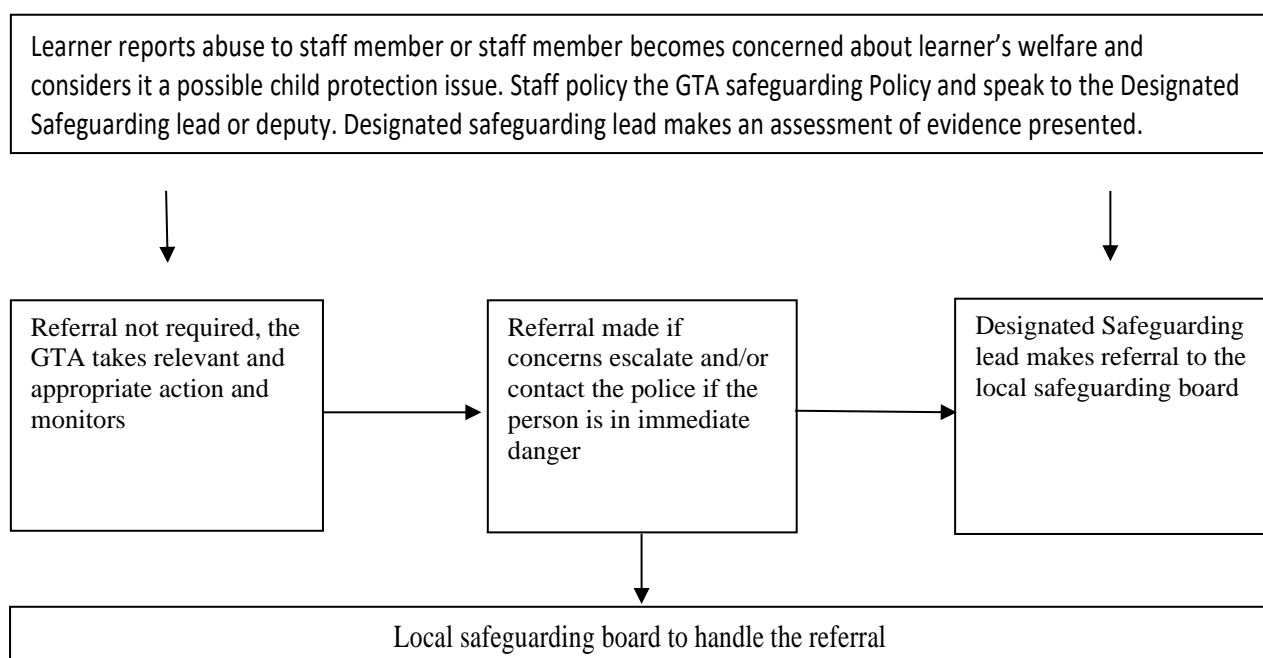 Learner reports abuse to staff member or staff member becomes concerned about learner's welfare and
considers it a possible child protection issue. Staff policy the GTA safeguarding Policy and speak to the Designated
Safeguarding lead or deputy. Designated safeguarding lead makes an assessment of evidence presented.
Referral not required, the
GTA takes relevant and
appropriate action and
monitors
Referral made if
concerns escalate and/or
contact the police if the
person is in immediate
danger
Designated Safeguarding
lead makes referral to the
local safeguarding board
Local safeguarding board to handle the referral